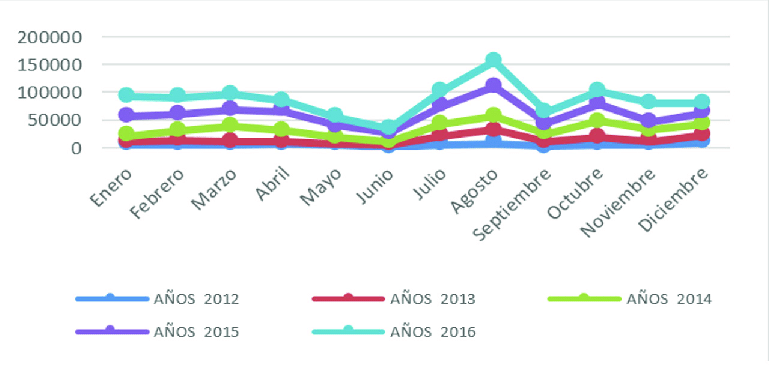 200000
150000
100000
50000
0
Enero
Febrero
Marzo
Abril
Mayo
Junio
Julio
Agosto
Septiembre
Octubre
Noviembre
Diciembre
AÑOS 2012
AÑOS 2013
AÑOS 2014
AÑOS 2015
AÑOS 2016